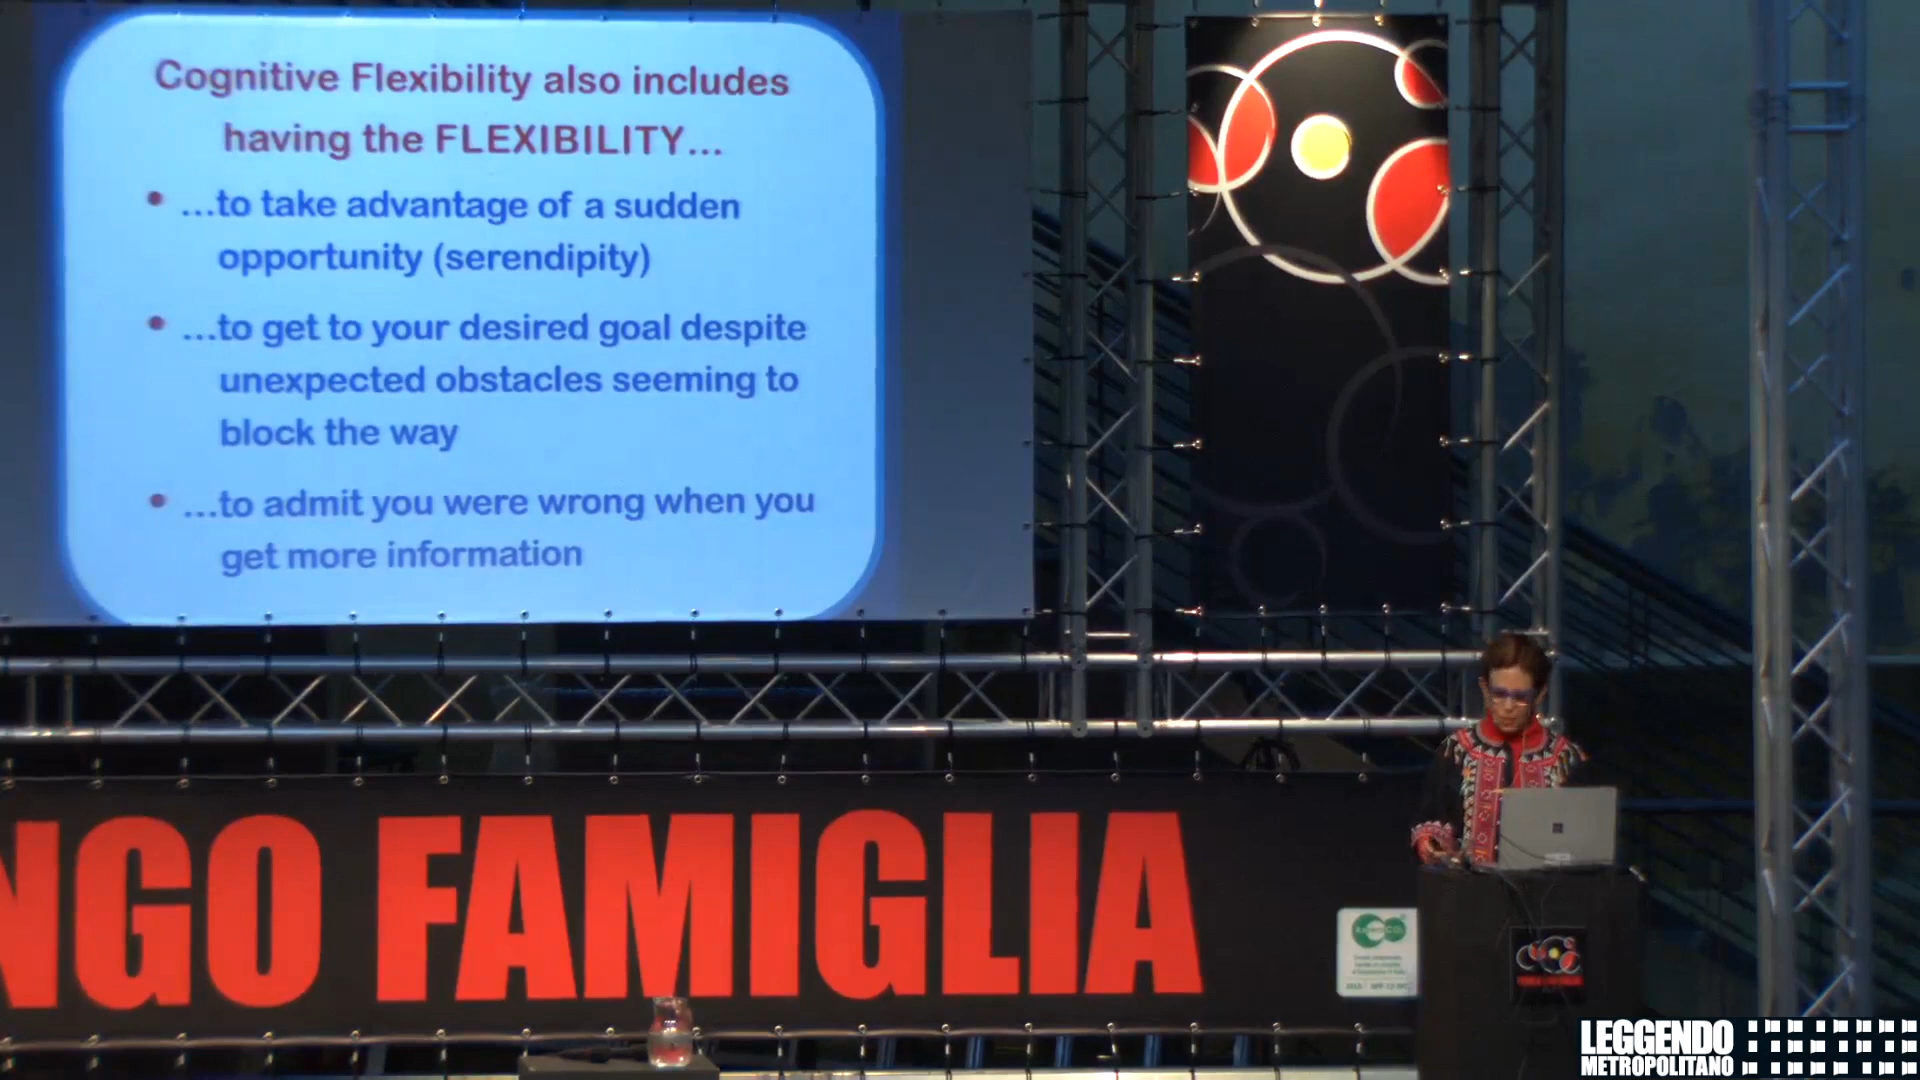 Cognitive Flexibility also includes
having the FLEXIBILITY...
• ...to take advantage of a sudden
opportunity (serendipity)
• ...to get to your desired goal despite
unexpected obstacles seeming to
block the way
• ...to admit you were wrong when you
get more information
NGO FAMIGLIA
LEGGENDO
METROPOLITANO